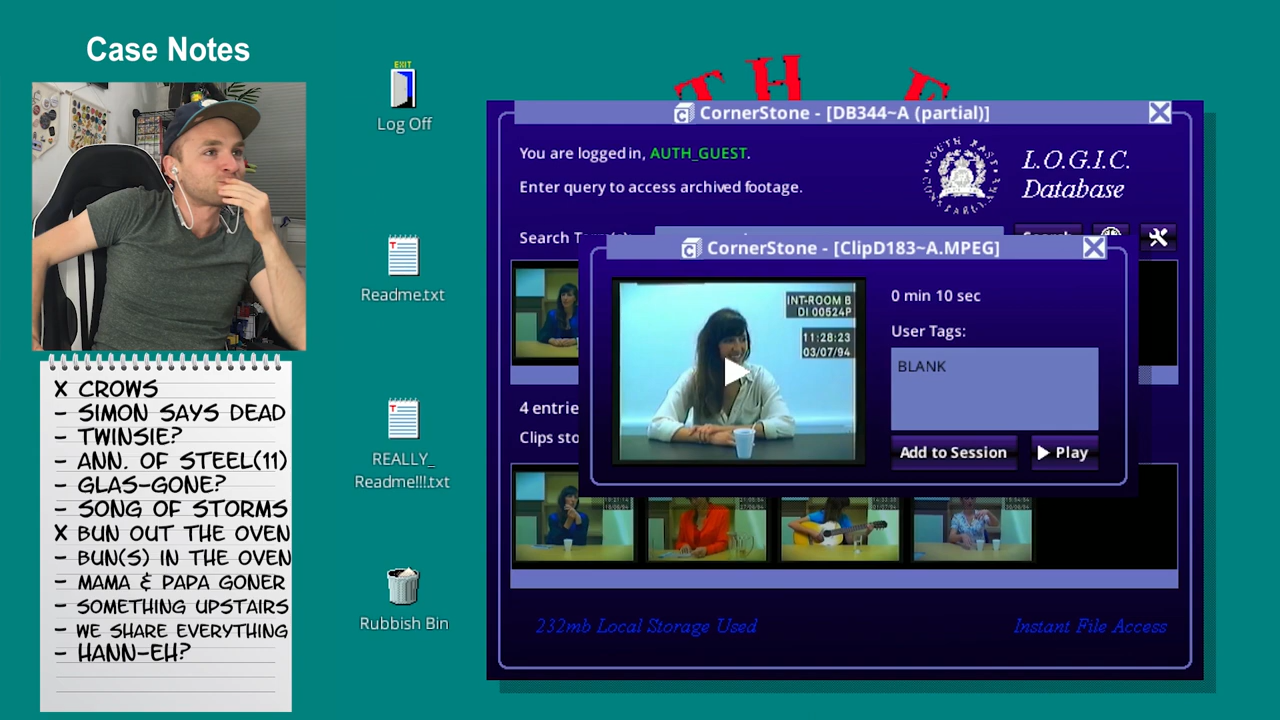 Case Notes
X CROWS
- SIMON SAYS DEAD
- TWINSIE?
- ANN. OF STEEL(11)
- GLAS-GONE?
- SONG OF STORMS
X BUN OUT THE OVEN
- BUN(S) IN THE OVEN
- MAMA & PAPA GONER
- SOMETHING UPSTAIRS
- WE SHARE EVERYTHING
- HANN-EH?
EXIT
Log Off
Readme.txt
REALLY_
Readme!!!.txt
Rubbish Bin
T H E
CornerStone - [DB344~A (partial)]
You are logged in, AUTH_GUEST.
Enter query to access archived footage.
L.O.G.I.C.
Database
Search
CornerStone - [ClipD183~A.MPEG]
INT-ROOM B
DI 00524P
11:28:23
03/07/94
0 min 10 sec
User Tags:
BLANK
Add to Session
Play
4 entrie
Clips sto
232mb Local Storage Used
Instant File Access